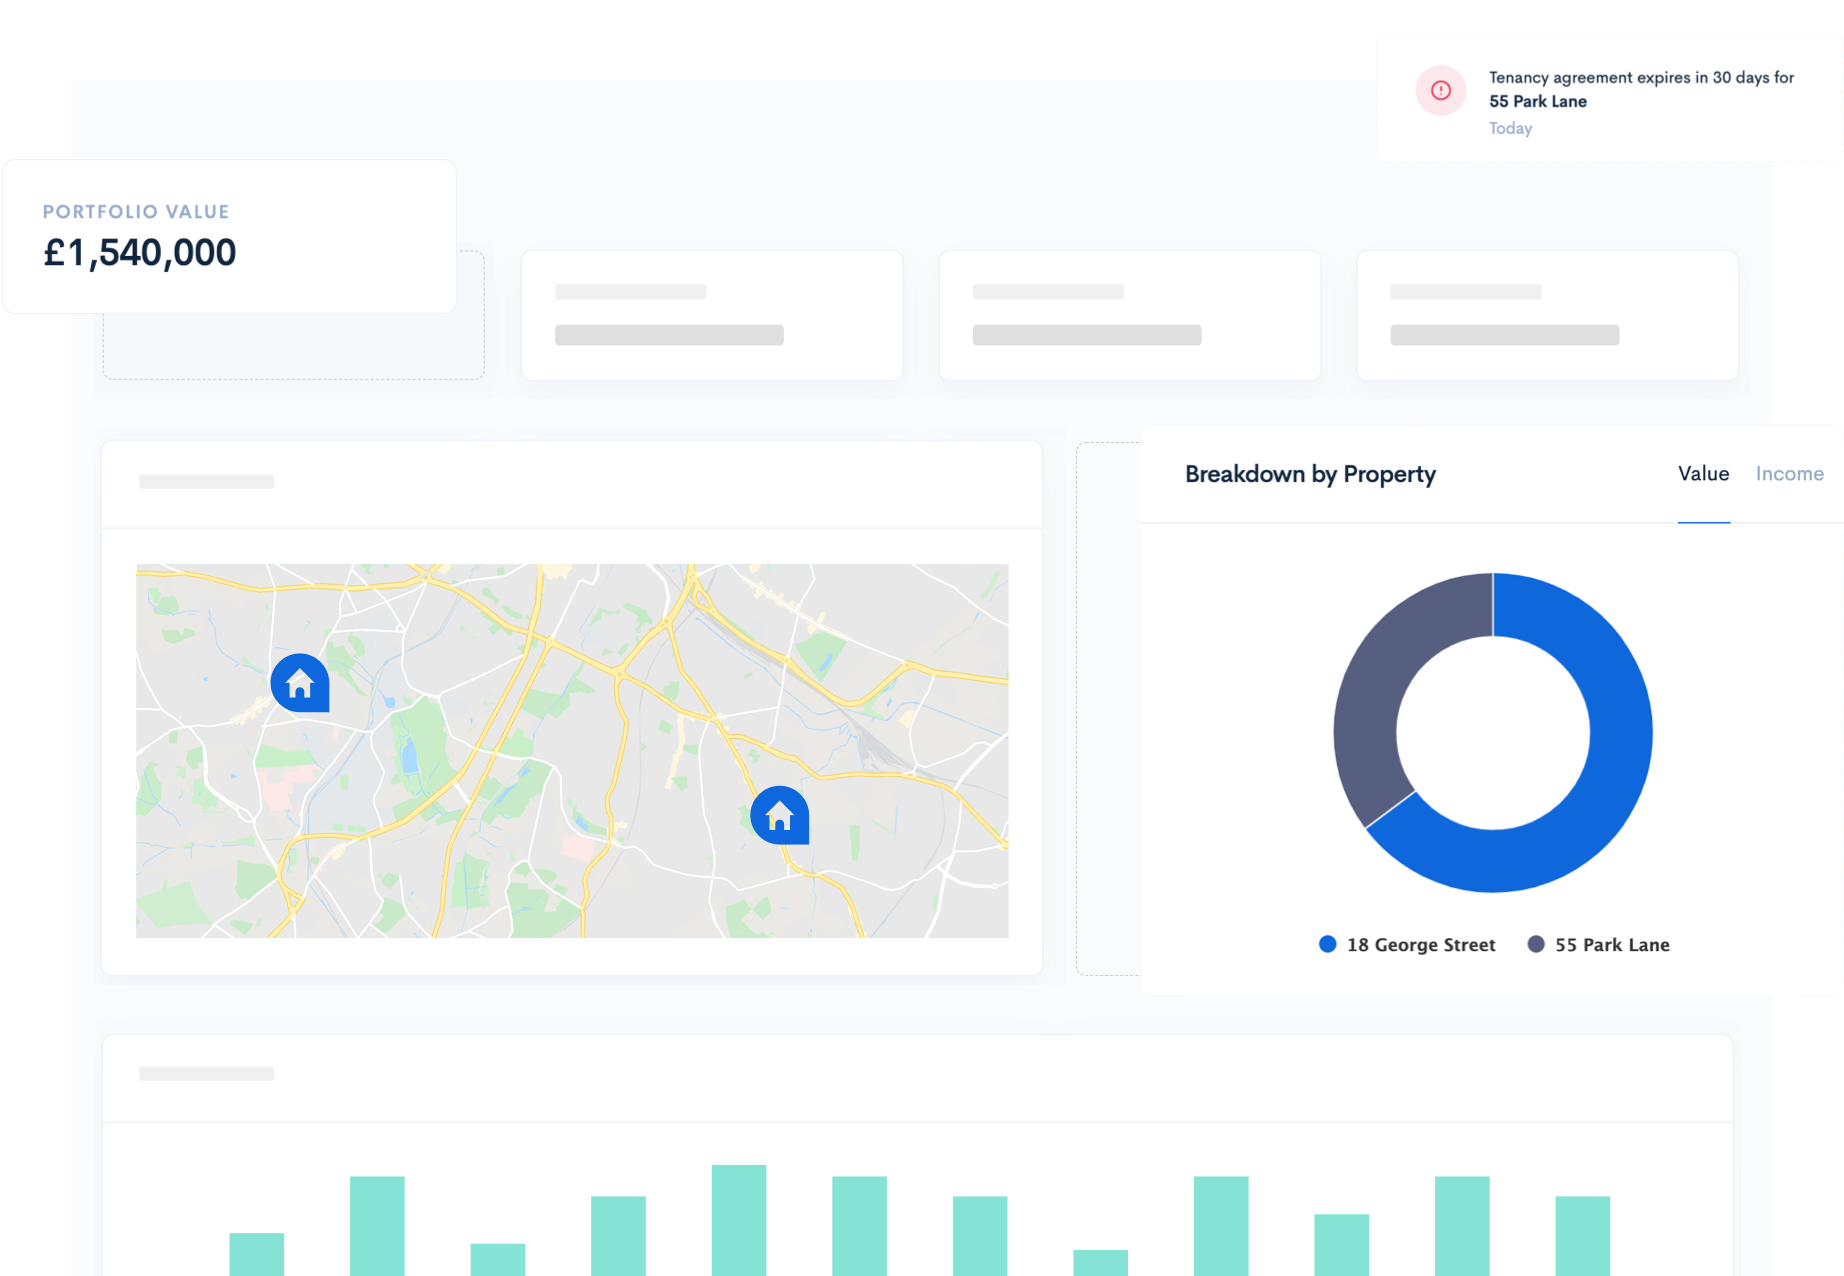 Tenancy agreement expires in 30 days for
55 Park Lane
Today
PORTFOLIO VALUE
£1,540,000
Breakdown by Property
Value
Income
18 George Street
55 Park Lane